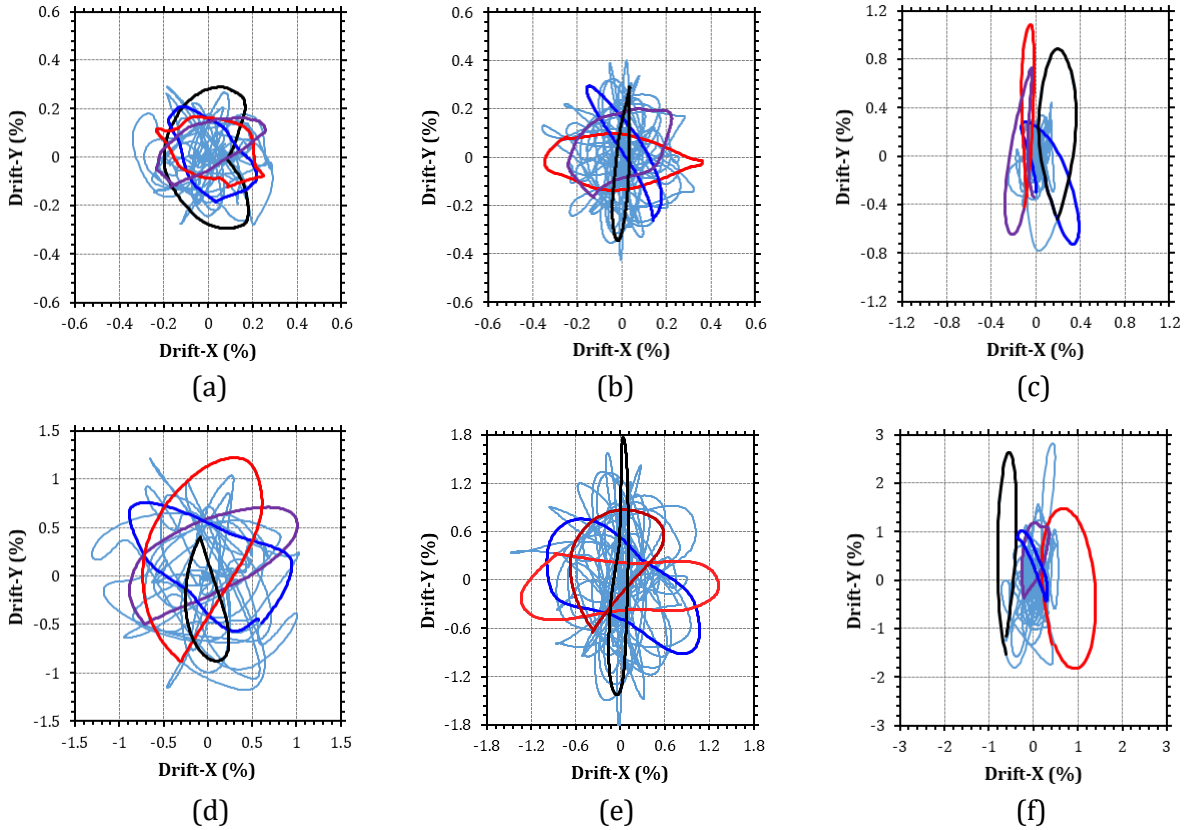 0.6
0.4
0.2
0
-0.2
-0.4
-0.6
Drift-Y (%)
-0.6 -0.4 -0.2 0 0.2 0.4 0.6
Drift-X (%)
(a)
0.6
0.4
0.2
0
-0.2
-0.4
-0.6
Drift-Y (%)
-0.6 -0.4 -0.2 0 0.2 0.4 0.6
Drift-X (%)
(b)
1.2
0.8
0.4
0
-0.4
-0.8
-1.2
Drift-Y (%)
-1.2 -0.8 -0.4 0 0.4 0.8 1.2
Drift-X (%)
(c)
1.5
1
0.5
0
-0.5
-1
-1.5
Drift-Y (%)
-1.5 -1 -0.5 0 0.5 1 1.5
Drift-X (%)
(d)
1.8
1.2
0.6
0
-0.6
-1.2
-1.8
Drift-Y (%)
-1.8 -1.2 -0.6 0 0.6 1.2 1.8
Drift-X (%)
(e)
3
2
1
0
-1
-2
-3
Drift-Y (%)
-3 -2 -1 0 1 2 3
Drift-X (%)
(f)